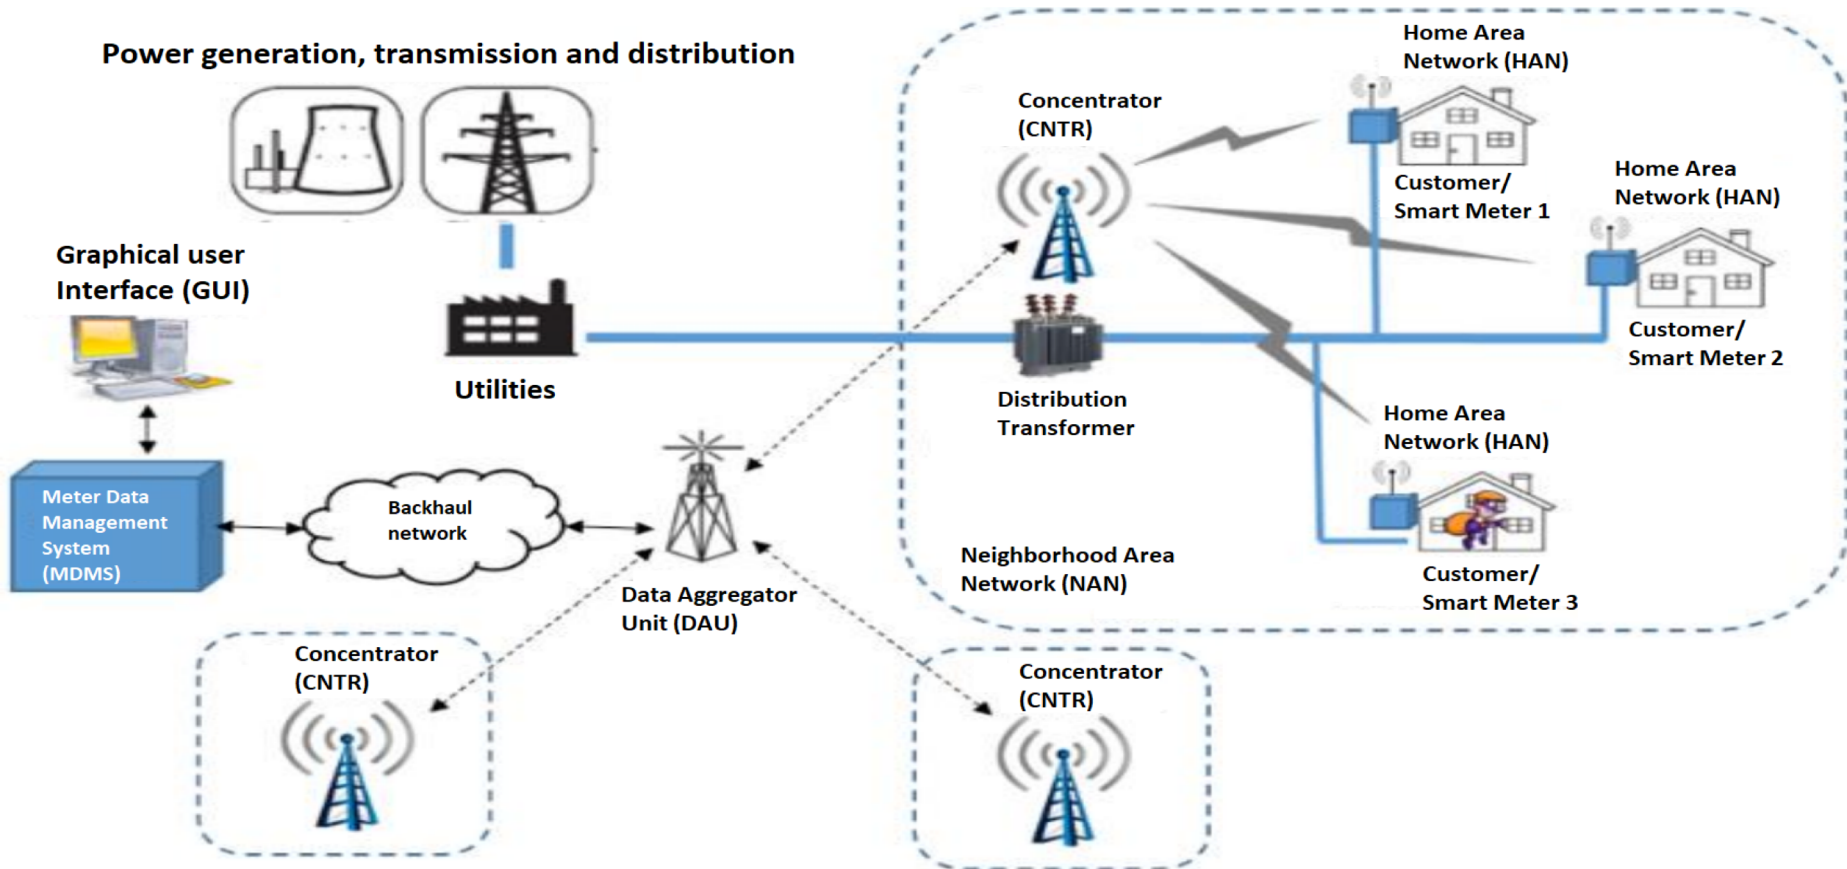 Power generation, transmission and distribution
Graphical user
Interface (GUI)
Utilities
Meter Data
Management
System
(MDMS)
Backhaul
network
Data Aggregator
Unit (DAU)
Concentrator
(CNTR)
Concentrator
(CNTR)
Concentrator
(CNTR)
Distribution
Transformer
Neighborhood Area
Network (NAN)
Home Area
Network (HAN)
Customer/
Smart Meter 1
Home Area
Network (HAN)
Customer/
Smart Meter 2
Home Area
Network (HAN)
Customer/
Smart Meter 3